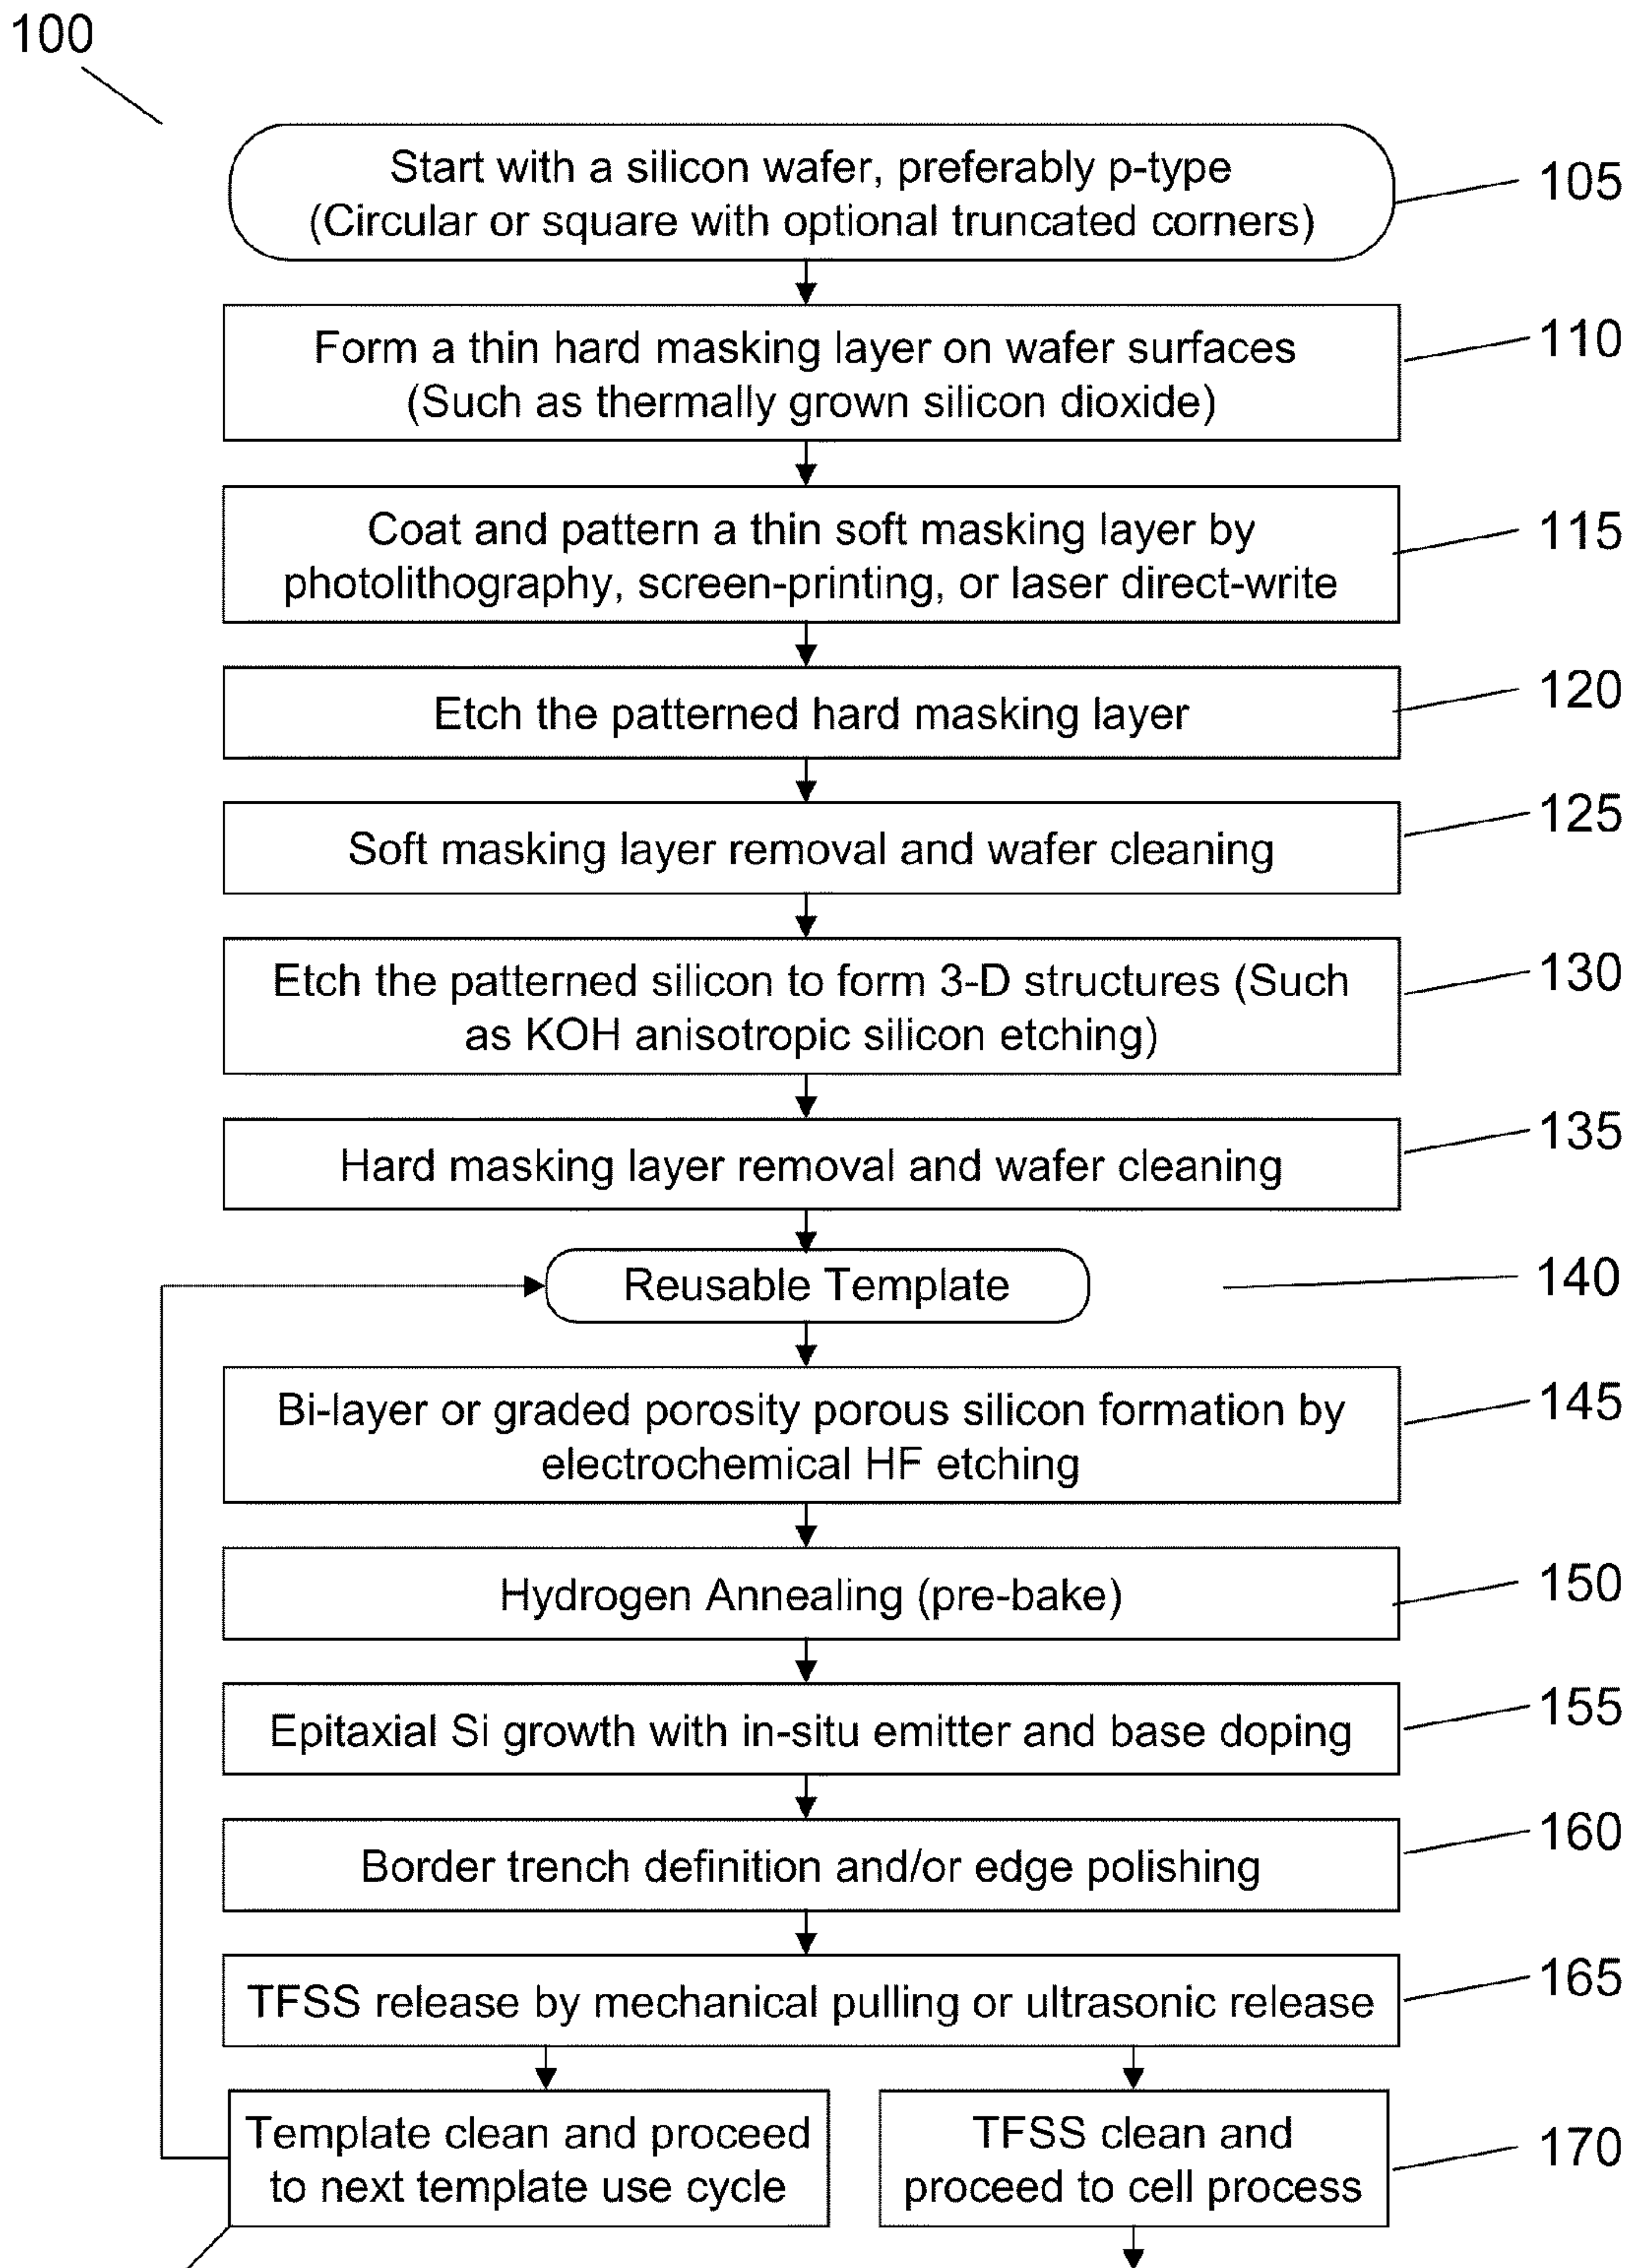 100
Start with a silicon wafer, preferably p-type
(Circular or square with optional truncated corners)
105
Form a thin hard masking layer on wafer surfaces
(Such as thermally grown silicon dioxide)
110
Coat and pattern a thin soft masking layer by
photolithography, screen-printing, or laser direct-write
115
Etch the patterned hard masking layer
120
Soft masking layer removal and wafer cleaning
125
Etch the patterned silicon to form 3-D structures (Such
as KOH anisotropic silicon etching)
130
Hard masking layer removal and wafer cleaning
135
Reusable Template
140
Bi-layer or graded porosity porous silicon formation by
electrochemical HF etching
145
Hydrogen Annealing (pre-bake)
150
Epitaxial Si growth with in-situ emitter and base doping
155
Border trench definition and/or edge polishing
160
TFSS release by mechanical pulling or ultrasonic release
165
Template clean and proceed
to next template use cycle
TFSS clean and
proceed to cell process
170